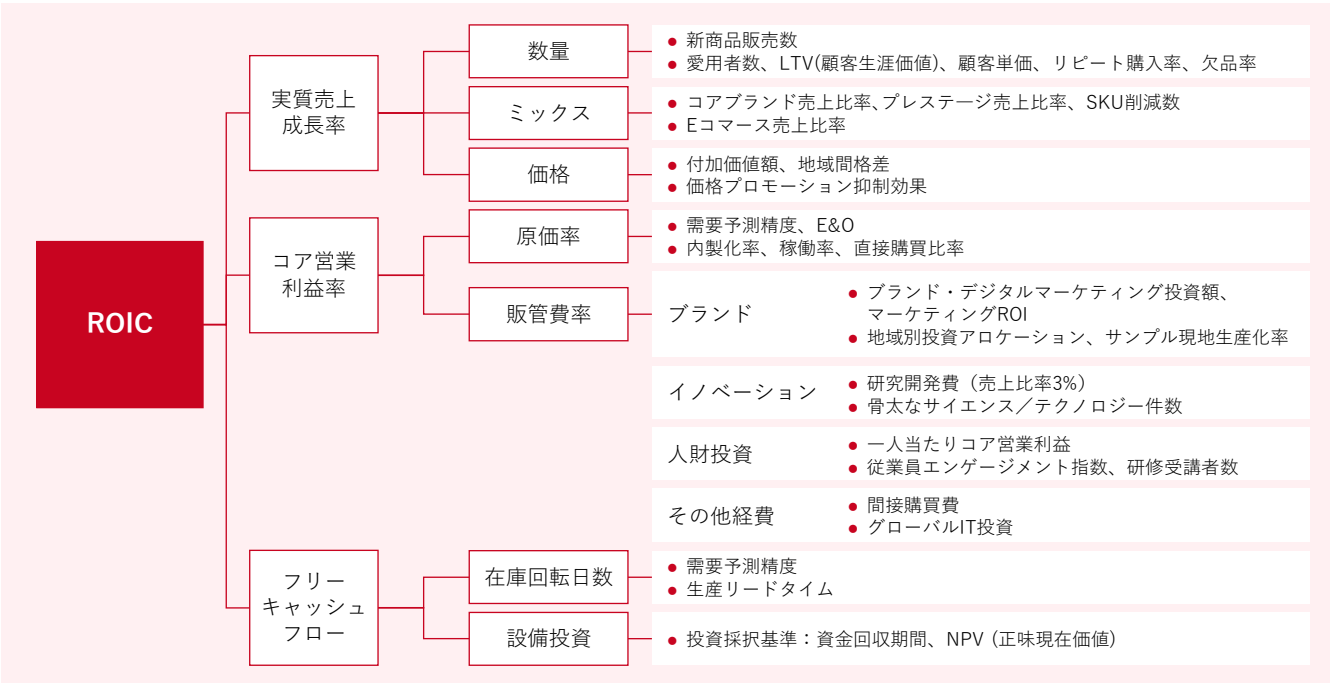 ROIC
実質売上
成長率
数量
● 新商品販売数
● 愛用者数、LTV(顧客生涯価値)、顧客単価、リピート購入率、欠品率
ミックス
● コアブランド売上比率、プレステージ売上比率、SKU削減数
● Eコマース売上比率
価格
● 付加価値額、地域間格差
● 価格プロモーション抑制効果
コア営業
利益率
原価率
● 需要予測精度、E&O
● 内製化率、稼働率、直接購買比率
販管費率
ブランド
● ブランド・デジタルマーケティング投資額、
マーケティングROI
● 地域別投資アロケーション、サンプル現地生産化率
イノベーション
● 研究開発費（売上比率3%）
● 骨太なサイエンス／テクノロジー件数
人財投資
● 一人当たりコア営業利益
● 従業員エンゲージメント指数、研修受講者数
その他経費
● 間接購買費
● グローバルIT投資
フリー
キャッシュ
フロー
在庫回転日数
● 需要予測精度
● 生産リードタイム
設備投資
● 投資採択基準：資金回収期間、NPV (正味現在価値)